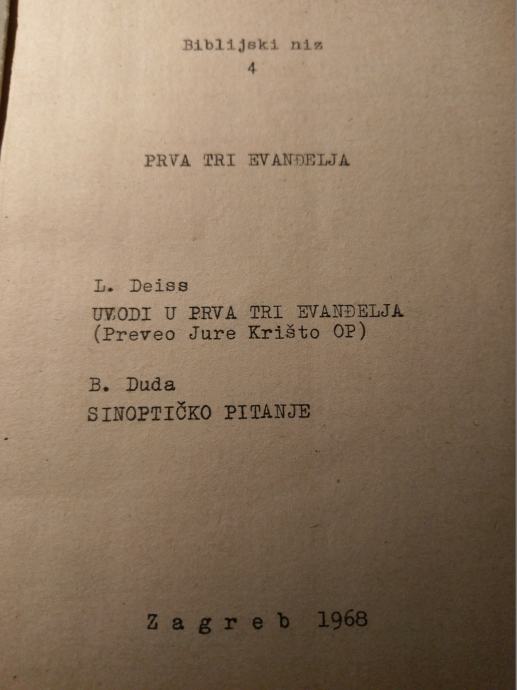 Biblijski niz
4
PRVA TRI EVANĐELJA
L. Deiss
UVODI U PRVA TRI EVANĐELJA
(Preveo Jure Krišto OP)
B. Duda
SINOPTIČKO PITANJE
Z a g r e b 1968